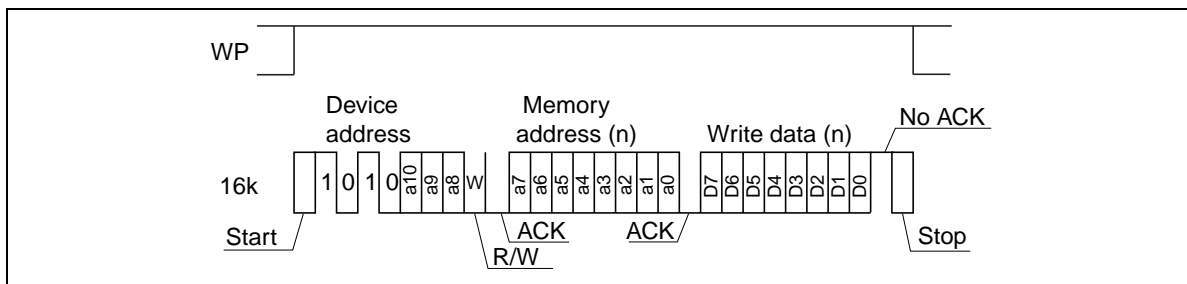 WP
Device address
Memory address (n)
Write data (n)
No ACK
16k
1 0 1 0 a10 a9 a8 W a7 a6 a5 a4 a3 a2 a1 a0 D7 D6 D5 D4 D3 D2 D1 D0
Start
ACK
ACK
Stop
R/W